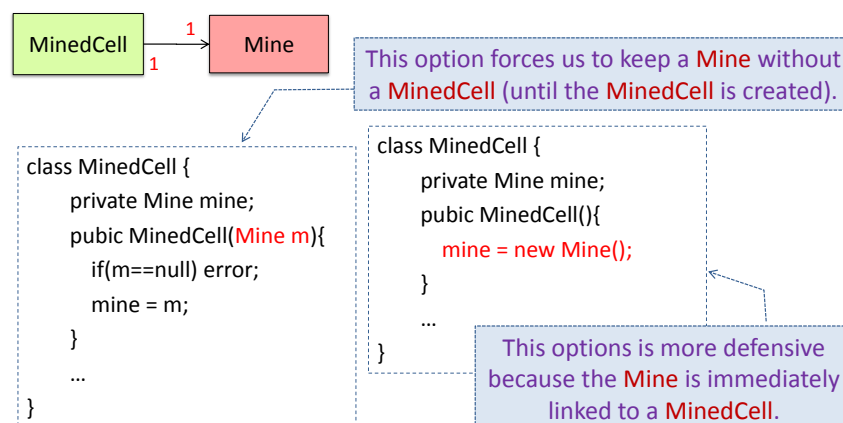 MinedCell
1
1
Mine
This option forces us to keep a Mine without
a MinedCell (until the MinedCell is created).
class MinedCell {
private Mine mine;
pubic MinedCell(Mine m){
if(m==null) error;
mine = m;
}
...
}
class MinedCell {
private Mine mine;
pubic MinedCell(){
mine = new Mine();
}
...
}
This options is more defensive
because the Mine is immediately
linked to a MinedCell.